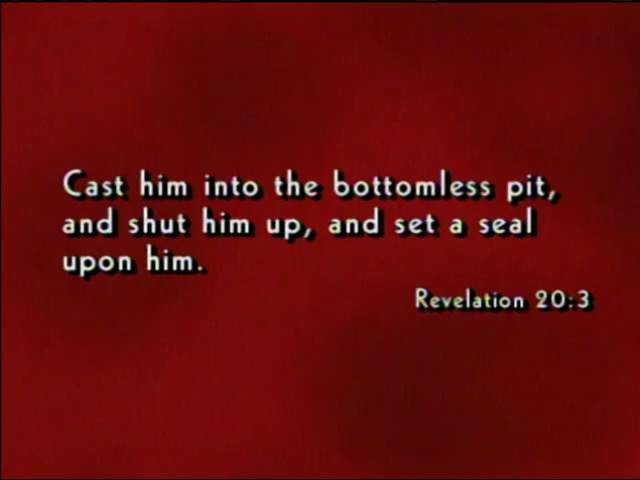 Cast him into the bottomless pit,
and shut him up, and set a seal
upon him.
Revelation 20:3